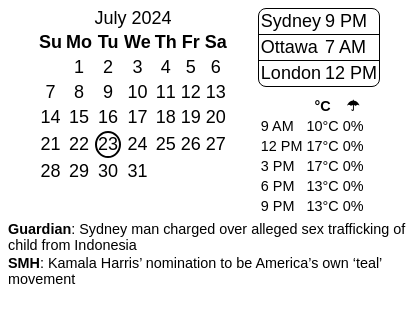 July 2024
Su Mo Tu We Th Fr Sa
1 2 3 4 5 6
7 8 9 10 11 12 13
14 15 16 17 18 19 20
21 22 23 24 25 26 27
28 29 30 31
Sydney 9 PM
Ottawa 7 AM
London 12 PM
°C ☂
9 AM 10°C 0%
12 PM 17°C 0%
3 PM 17°C 0%
6 PM 13°C 0%
9 PM 13°C 0%
Guardian: Sydney man charged over alleged sex trafficking of
child from Indonesia
SMH: Kamala Harris’ nomination to be America’s own ‘teal’
movement